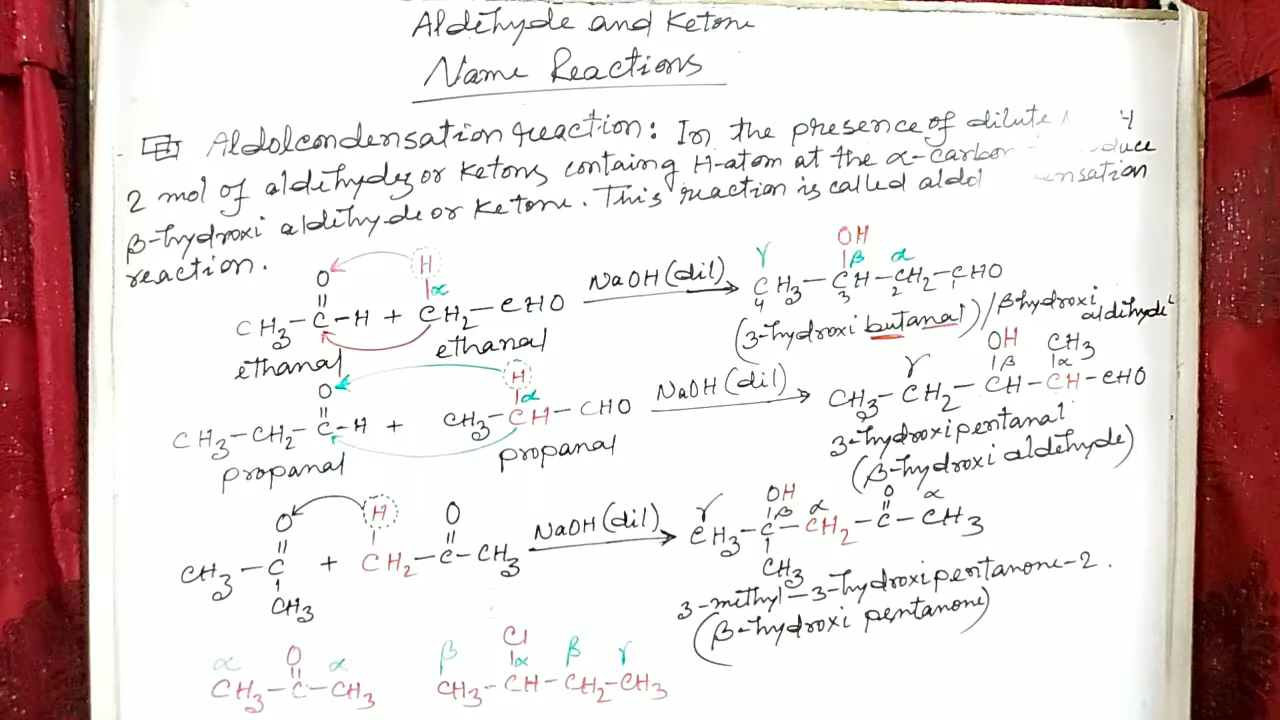 Aldehyde and Ketone
Name Reactions
Aldolcondensation reaction: In the presence of dilute
2 mol of aldehydes or ketons containg H-atom at the α-carbon
β-hydroxi aldehyde or ketone. This reaction is called aldol
reaction.
O H OH
|| |α γ |β α
CH₃-C-H + CH₂-CHO NaOH(dil) CH₃-CH-CH₂-CHO
4 3 2 1
ethanal ethanal (3-hydroxi butanal)/β hydroxi aldehyde
O H OH CH₃
|| |α γ |β |α
CH₃-CH₂-C-H + CH₃-CH-CHO NaOH(dil) CH₃-CH₂-CH-CH-CHO
propanal propanal 3-hydroxipentanal
(β-hydroxi aldehyde)
O H O OH O
|| | || γ |β α || α
CH₃-C + CH₂-C-CH₃ NaOH(dil) CH₃-C-CH₂-C-CH₃
| |
CH₃ CH₃
3-methyl-3-hydroxipentanone-2.
(β-hydroxi pentanone)
α O α β Cl β γ
|| |α
CH₃-C-CH₃ CH₃-CH-CH₂-CH₃